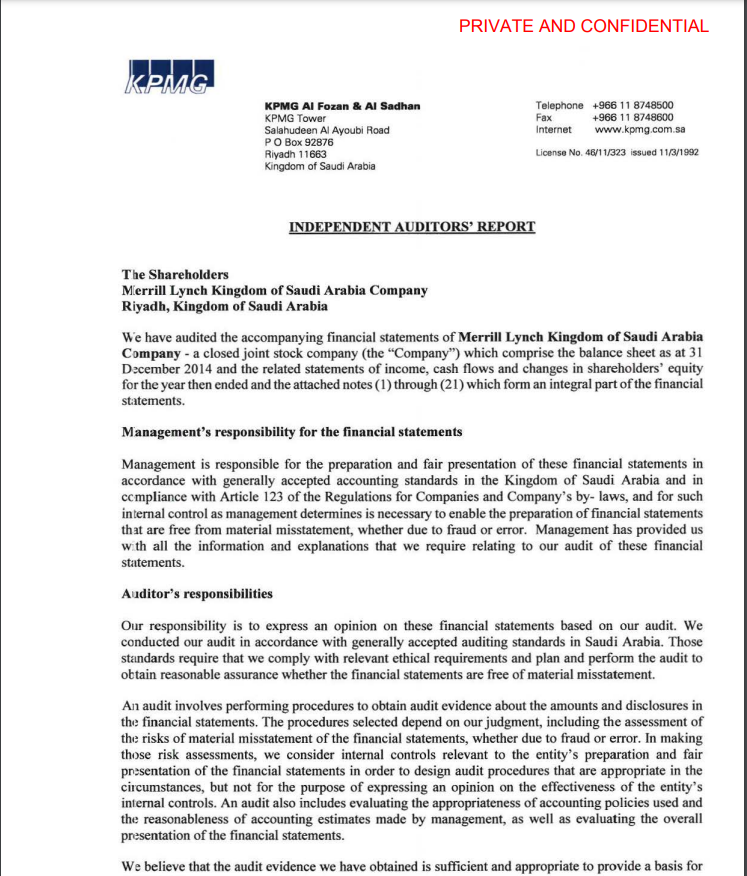 PRIVATE AND CONFIDENTIAL
KPMG
KPMG Al Fozan & Al Sadhan
KPMG Tower
Salahudeen Al Ayoubi Road
P O Box 92876
Riyadh 11663
Kingdom of Saudi Arabia
Telephone +966 11 8748500
Fax +966 11 8748600
Internet www.kpmg.com.sa
License No. 46/11/323 issued 11/3/1992
INDEPENDENT AUDITORS' REPORT
The Shareholders
Merrill Lynch Kingdom of Saudi Arabia Company
Riyadh, Kingdom of Saudi Arabia
We have audited the accompanying financial statements of Merrill Lynch Kingdom of Saudi Arabia
Company - a closed joint stock company (the “Company”) which comprise the balance sheet as at 31
December 2014 and the related statements of income, cash flows and changes in shareholders’ equity
for the year then ended and the attached notes (1) through (21) which form an integral part of the financial
statements.
Management’s responsibility for the financial statements
Management is responsible for the preparation and fair presentation of these financial statements in
accordance with generally accepted accounting standards in the Kingdom of Saudi Arabia and in
compliance with Article 123 of the Regulations for Companies and Company’s by- laws, and for such
internal control as management determines is necessary to enable the preparation of financial statements
that are free from material misstatement, whether due to fraud or error. Management has provided us
with all the information and explanations that we require relating to our audit of these financial
statements.
Auditor’s responsibilities
Our responsibility is to express an opinion on these financial statements based on our audit. We
conducted our audit in accordance with generally accepted auditing standards in Saudi Arabia. Those
standards require that we comply with relevant ethical requirements and plan and perform the audit to
obtain reasonable assurance whether the financial statements are free of material misstatement.
An audit involves performing procedures to obtain audit evidence about the amounts and disclosures in
the financial statements. The procedures selected depend on our judgment, including the assessment of
the risks of material misstatement of the financial statements, whether due to fraud or error. In making
those risk assessments, we consider internal controls relevant to the entity’s preparation and fair
presentation of the financial statements in order to design audit procedures that are appropriate in the
circumstances, but not for the purpose of expressing an opinion on the effectiveness of the entity’s
internal controls. An audit also includes evaluating the appropriateness of accounting policies used and
the reasonableness of accounting estimates made by management, as well as evaluating the overall
presentation of the financial statements.
We believe that the audit evidence we have obtained is sufficient and appropriate to provide a basis for